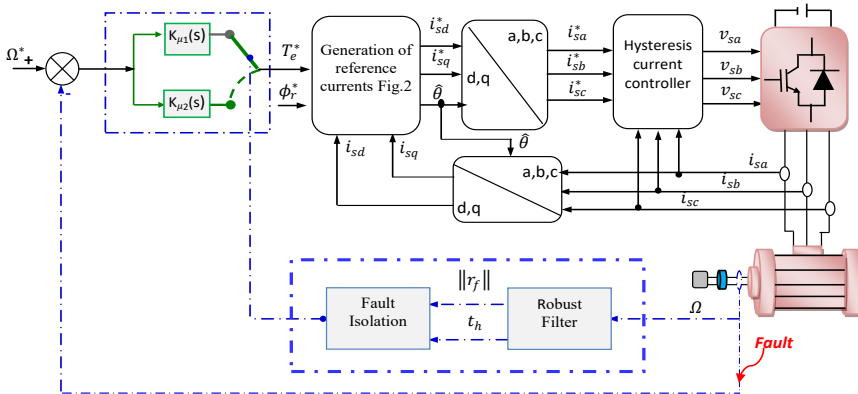 Ω*
+
-
Kμ1(s)
Kμ2(s)
T*e
ϕ*r
Generation of
reference
currents Fig.2
i*sd
i*sq
θ̂
a,b,c
d,q
i*sa
i*sb
i*sc
Hysteresis
current
controller
vsa
vsb
vsc
θ̂
isd
isq
a,b,c
d,q
isa
isb
isc
Fault
Isolation
‖rf‖
th
Robust
Filter
Ω
Fault